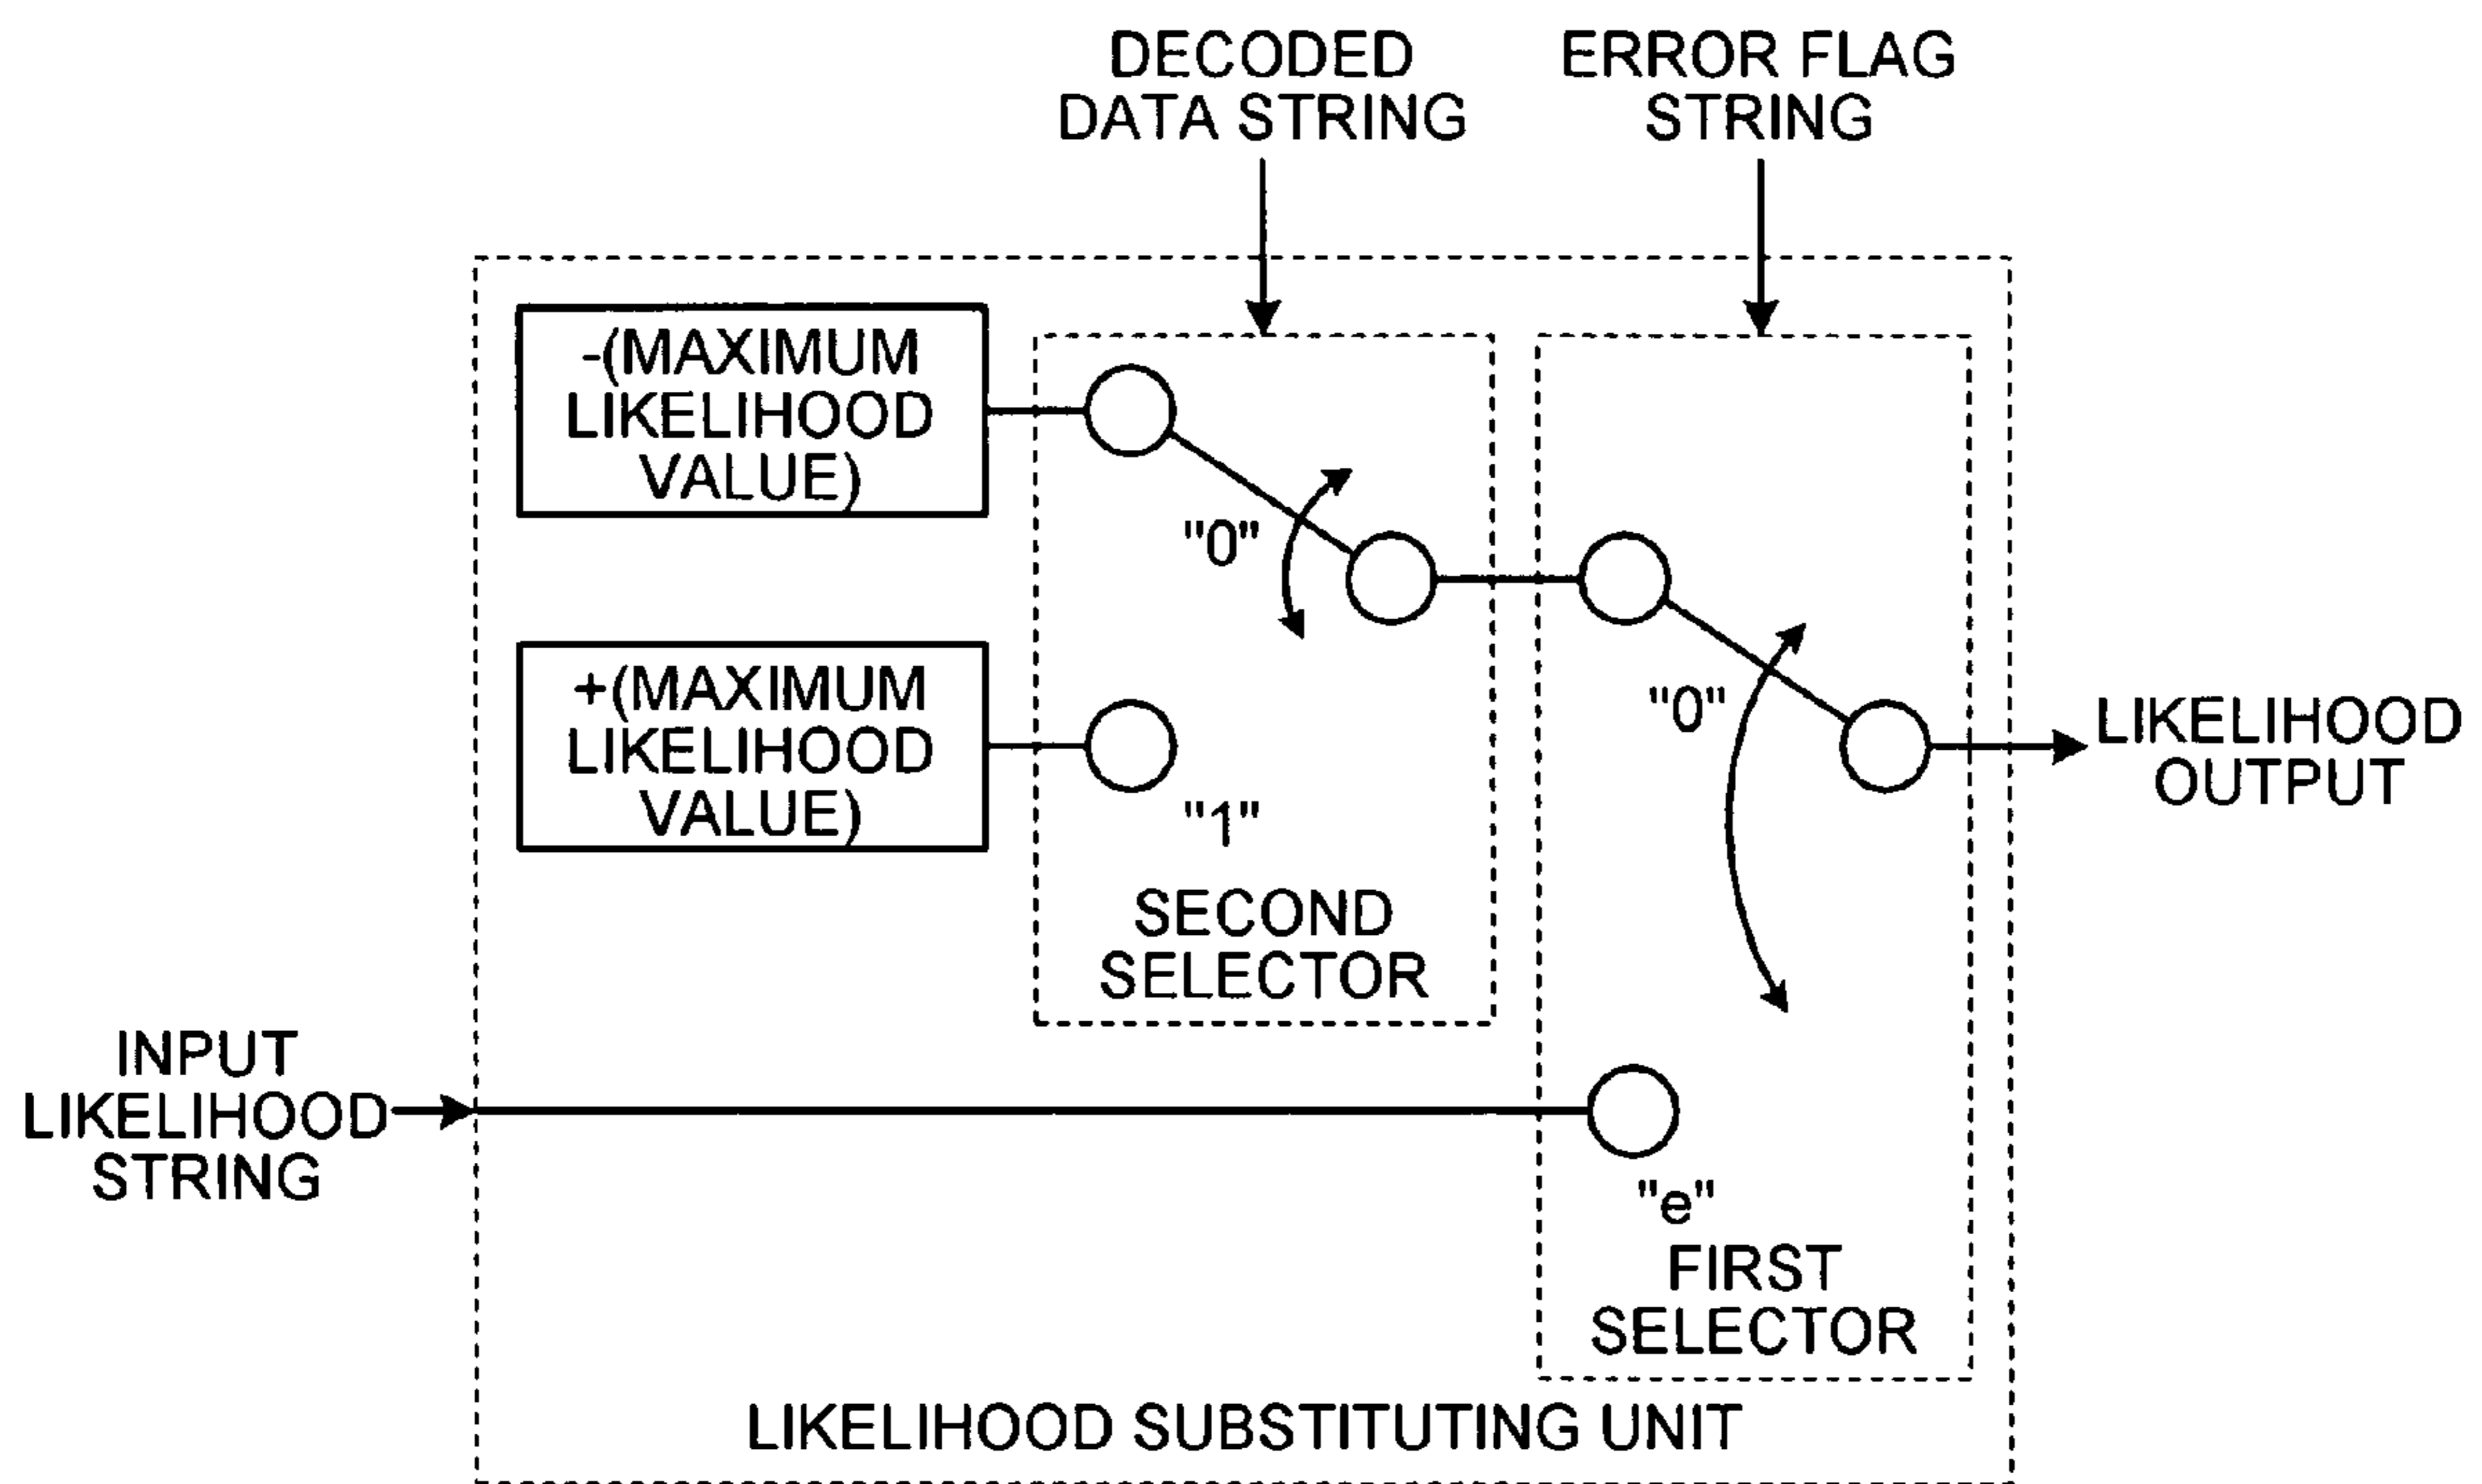 DECODED
DATA STRING
ERROR FLAG
STRING
-(MAXIMUM
LIKELIHOOD
VALUE)
"0"
+(MAXIMUM
LIKELIHOOD
VALUE)
"1"
"0"
LIKELIHOOD
OUTPUT
SECOND
SELECTOR
INPUT
LIKELIHOOD
STRING
"e"
FIRST
SELECTOR
LIKELIHOOD SUBSTITUTING UNIT